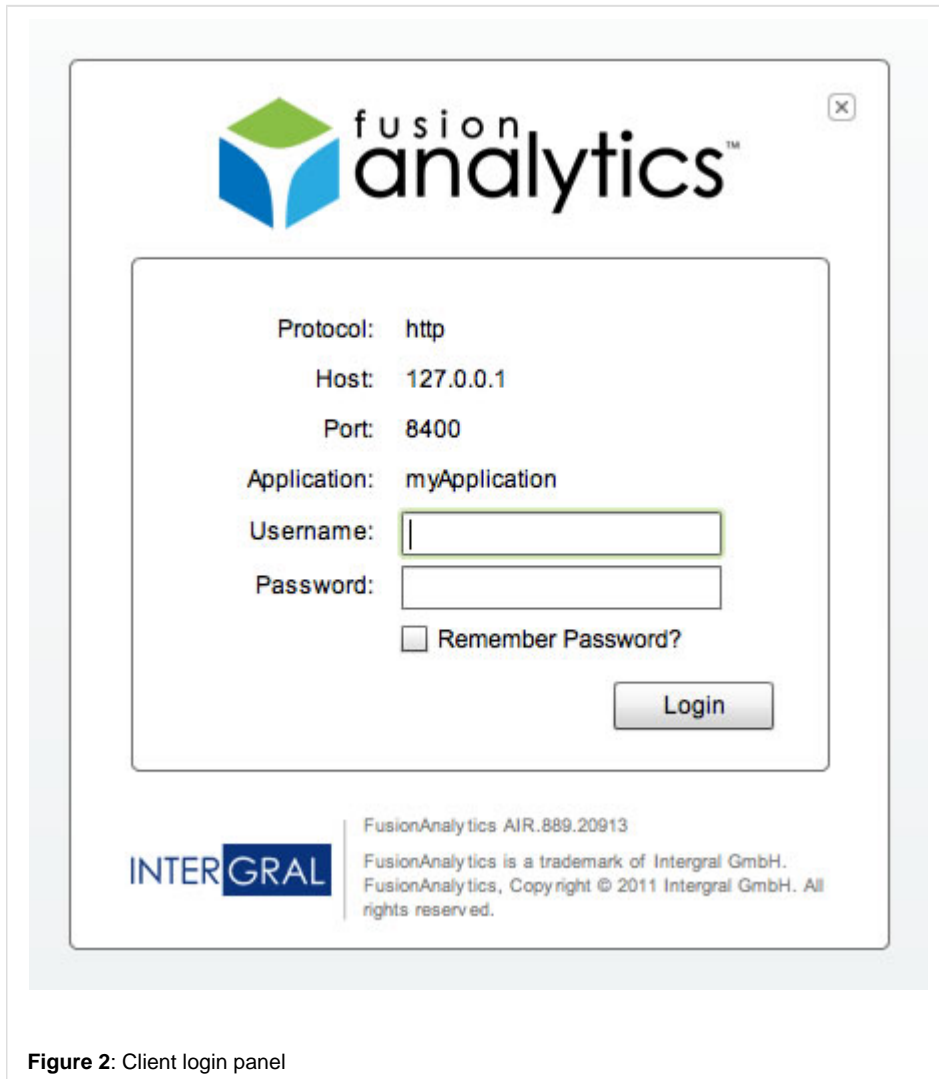 fusion
analytics™
Protocol: http
Host: 127.0.0.1
Port: 8400
Application: myApplication
Username:
Password:
Remember Password?
Login
INTERGRAL
FusionAnalytics AIR.889.20913
FusionAnalytics is a trademark of Intergral GmbH.
FusionAnalytics, Copyright © 2011 Intergral GmbH. All
rights reserved.
Figure 2: Client login panel